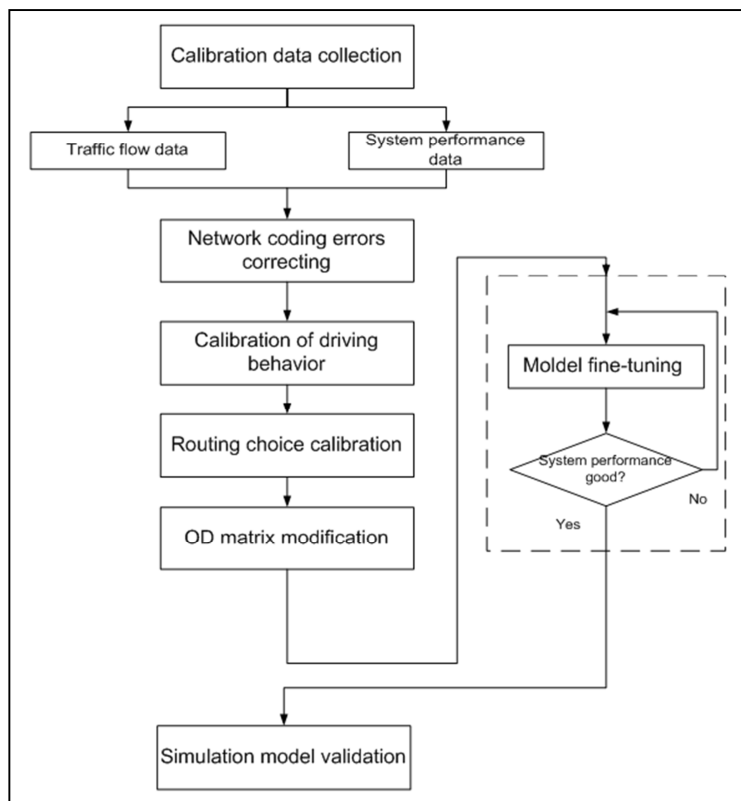 Calibration data collection
Traffic flow data
System performance
data
Network coding errors
correcting
Calibration of driving
behavior
Routing choice calibration
OD matrix modification
Moldel fine-tuning
System performance
good?
No
Yes
Simulation model validation